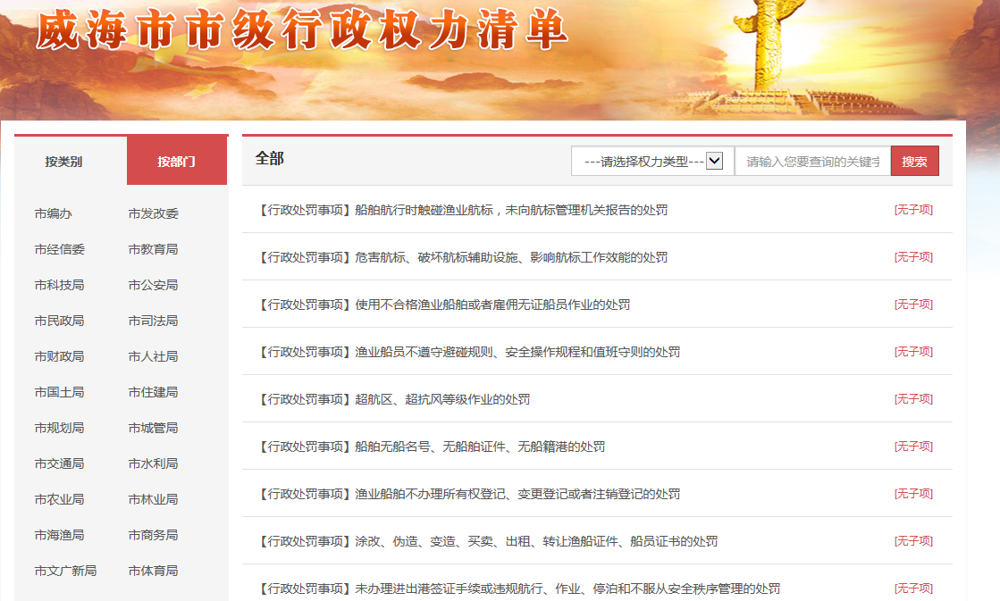 威海市市级行政权力清单
按类别 按部门
市编办 市发改委
市经信委 市教育局
市科技局 市公安局
市民政局 市司法局
市财政局 市人社局
市国土局 市住建局
市规划局 市城管局
市交通局 市水利局
市农业局 市林业局
市海渔局 市商务局
市文广新局 市体育局
全部 ---请选择权力类型--- 请输入您要查询的关键字 搜索
【行政处罚事项】船舶航行时触碰渔业航标，未向航标管理机关报告的处罚 [无子项]
【行政处罚事项】危害航标、破坏航标辅助设施、影响航标工作效能的处罚 [无子项]
【行政处罚事项】使用不合格渔业船舶或者雇佣无证船员作业的处罚 [无子项]
【行政处罚事项】渔业船员不遵守避碰规则、安全操作规程和值班守则的处罚 [无子项]
【行政处罚事项】超航区、超抗风等级作业的处罚 [无子项]
【行政处罚事项】船舶无船名号、无船舶证件、无船籍港的处罚 [无子项]
【行政处罚事项】渔业船舶不办理所有权登记、变更登记或者注销登记的处罚 [无子项]
【行政处罚事项】涂改、伪造、变造、买卖、出租、转让渔船证件、船员证书的处罚 [无子项]
【行政处罚事项】未办理进出港签证手续或违规航行、作业、停泊和不服从安全秩序管理的处罚 [无子项]